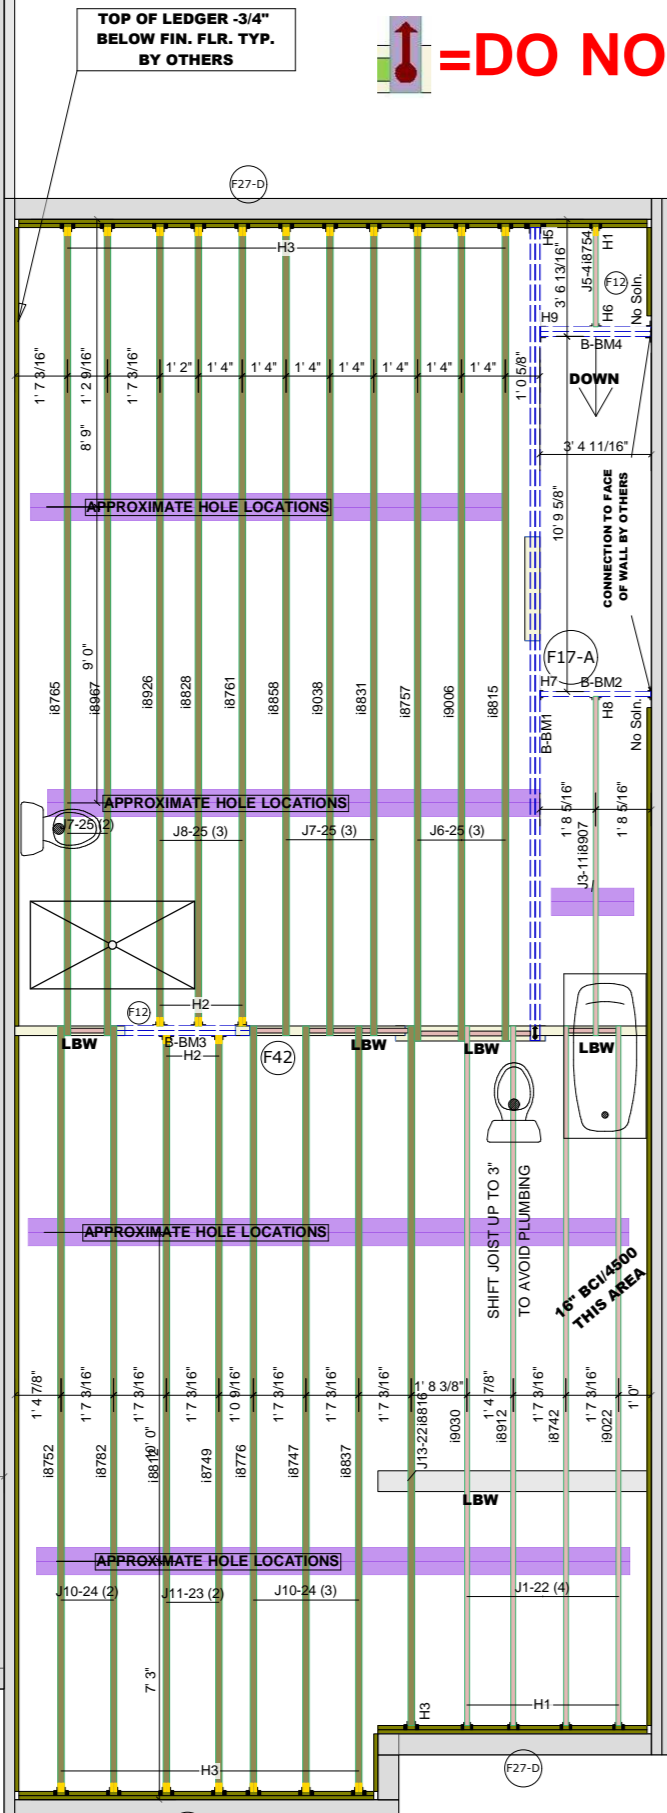 TOP OF LEDGER -3/4"
BELOW FIN. FLR. TYP.
BY OTHERS
=DO NO
F27-D
H3
H5
3' 6 13/16"
J5-4i8754
H1
F12
H6
No Soln.
H9
B-BM4
DOWN
1' 7 3/16"
1' 2 9/16"
1' 7 3/16"
1' 2"
1' 4"
1' 4"
1' 4"
1' 4"
1' 4"
1' 4"
1' 4"
1' 0 5/8"
8' 9"
3' 4 11/16"
CONNECTION TO FACE
OF WALL BY OTHERS
10' 9 5/8"
APPROXIMATE HOLE LOCATIONS
9' 0"
F17-A
i8765
i8967
i8926
i8828
i8761
i8858
i9038
i8831
i8757
i9006
i8815
H7
B-BM2
H8
No Soln.
B-BM1
APPROXIMATE HOLE LOCATIONS
1' 8 5/16"
1' 8 5/16"
J7-25 (2)
J8-25 (3)
J7-25 (3)
J6-25 (3)
J3-11i8907
H2
F12
B-BM3
H2
F42
LBW
LBW
LBW
LBW
SHIFT JOIST UP TO 3"
TO AVOID PLUMBING
APPROXIMATE HOLE LOCATIONS
16" BCI/4500
THIS AREA
1' 4 7/8"
1' 7 3/16"
1' 7 3/16"
1' 7 3/16"
1' 0 9/16"
1' 7 3/16"
1' 7 3/16"
1' 8 3/8"
1' 4 7/8"
1' 7 3/16"
1' 7 3/16"
1' 0"
i8752
i8782
i8749
i8776
i8747
i8837
J13-22i8816
i9030
i8912
i8742
i9022
LBW
APPROXIMATE HOLE LOCATIONS
J10-24 (2)
J11-23 (2)
J10-24 (3)
J1-22 (4)
7' 3"
H3
H1
H3
F27-D